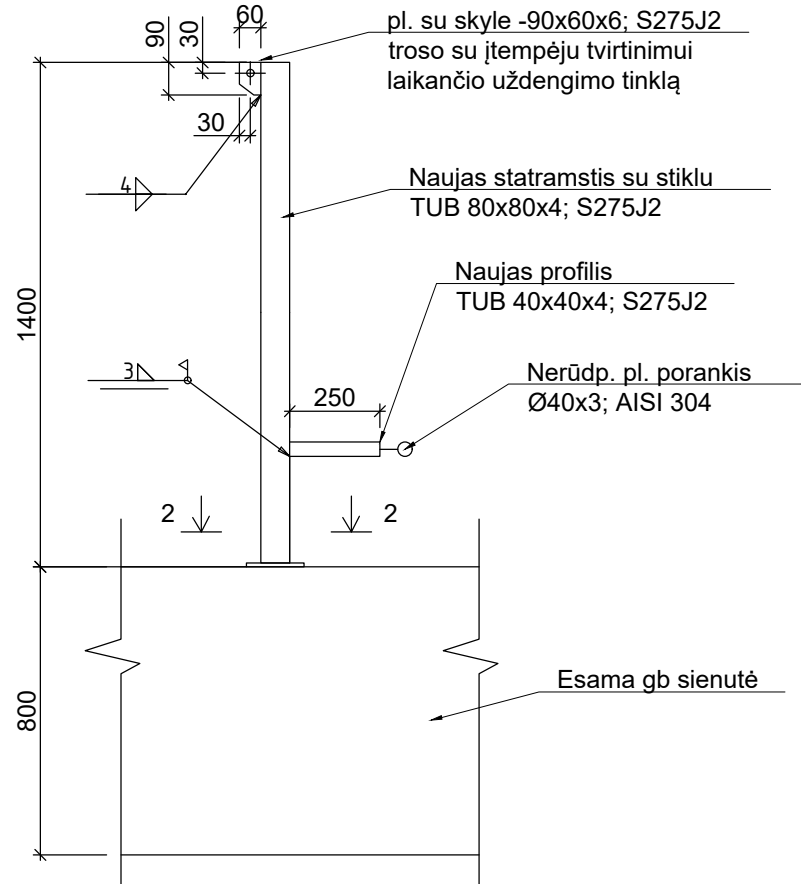 60
90
30
pl. su skyle -90x60x6; S275J2
troso su įtempėju tvirtinimui
laikančio uždengimo tinklą
30
4
Naujas statramstis su stiklu
TUB 80x80x4; S275J2
Naujas profilis
TUB 40x40x4; S275J2
1400
3
250
Nerūdp. pl. porankis
Ø40x3; AISI 304
2
2
Esama gb sienutė
800